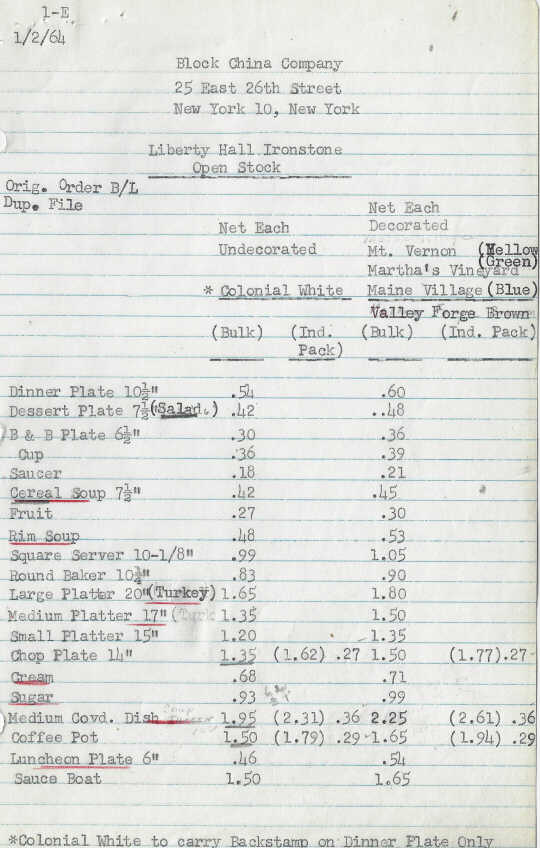 1-E
1/2/64
Block China Company
25 East 26th Street
New York 10, New York
Liberty Hall Ironstone
Open Stock
Orig. Order B/L
Dup. File
Net Each
Net Each Decorated
Undecorated Mt. Vernon (Mellow Green)
Martha's Vineyard
* Colonial White Maine Village (Blue)
Valley Forge Brown
(Bulk) (Ind. Pack) (Bulk) (Ind. Pack)
Dinner Plate 10½" .54 .60
Dessert Plate 7½(Salad.) .42 ..48
B & B Plate 6½" .30 .36
Cup .36 .39
Saucer .18 .21
Cereal Soup 7½" .42 .45
Fruit .27 .30
Rim Soup .48 .53
Square Server 10-1/8" .99 1.05
Round Baker 10¾" .83 .90
Large Platter 20"(Turkey) 1.65 1.80
Medium Platter 17" (Turk 1.35 1.50
Small Platter 15" 1.20 1.35
Chop Plate 14" 1.35 (1.62) .27 1.50 (1.77).27
Cream .68 .71
Sugar .93 .99
Medium Covd. Dish 1.95 (2.31) .36 2.25 (2.61) .36
Coffee Pot 1.50 (1.79) .29 1.65 (1.94) .29
Luncheon Plate 6" .46 .54
Sauce Boat 1.50 1.65
*Colonial White to carry Backstamp on Dinner Plate Only